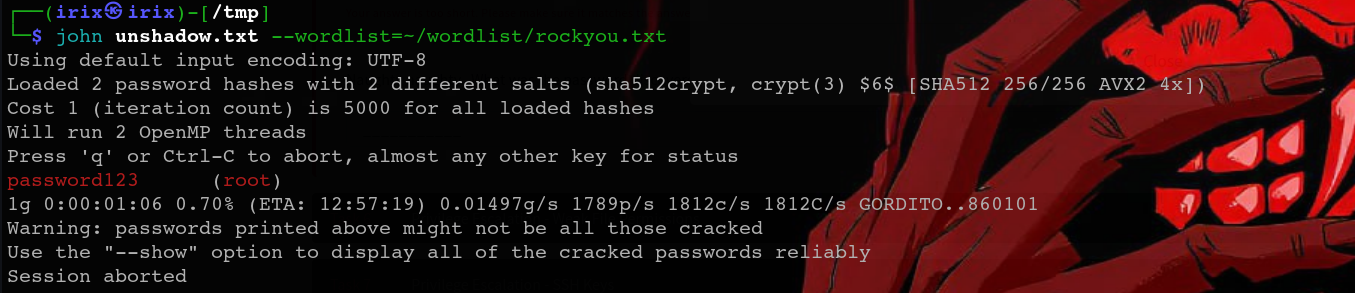 ┌──(irix㉿irix)-[/tmp]
└─$ john unshadow.txt --wordlist=~/wordlist/rockyou.txt
Using default input encoding: UTF-8
Loaded 2 password hashes with 2 different salts (sha512crypt, crypt(3) $6$ [SHA512 256/256 AVX2 4x])
Cost 1 (iteration count) is 5000 for all loaded hashes
Will run 2 OpenMP threads
Press 'q' or Ctrl-C to abort, almost any other key for status
password123      (root)
1g 0:00:01:06 0.70% (ETA: 12:57:19) 0.01497g/s 1789p/s 1812c/s 1812C/s GORDITO..860101
Warning: passwords printed above might not be all those cracked
Use the "--show" option to display all of the cracked passwords reliably
Session aborted